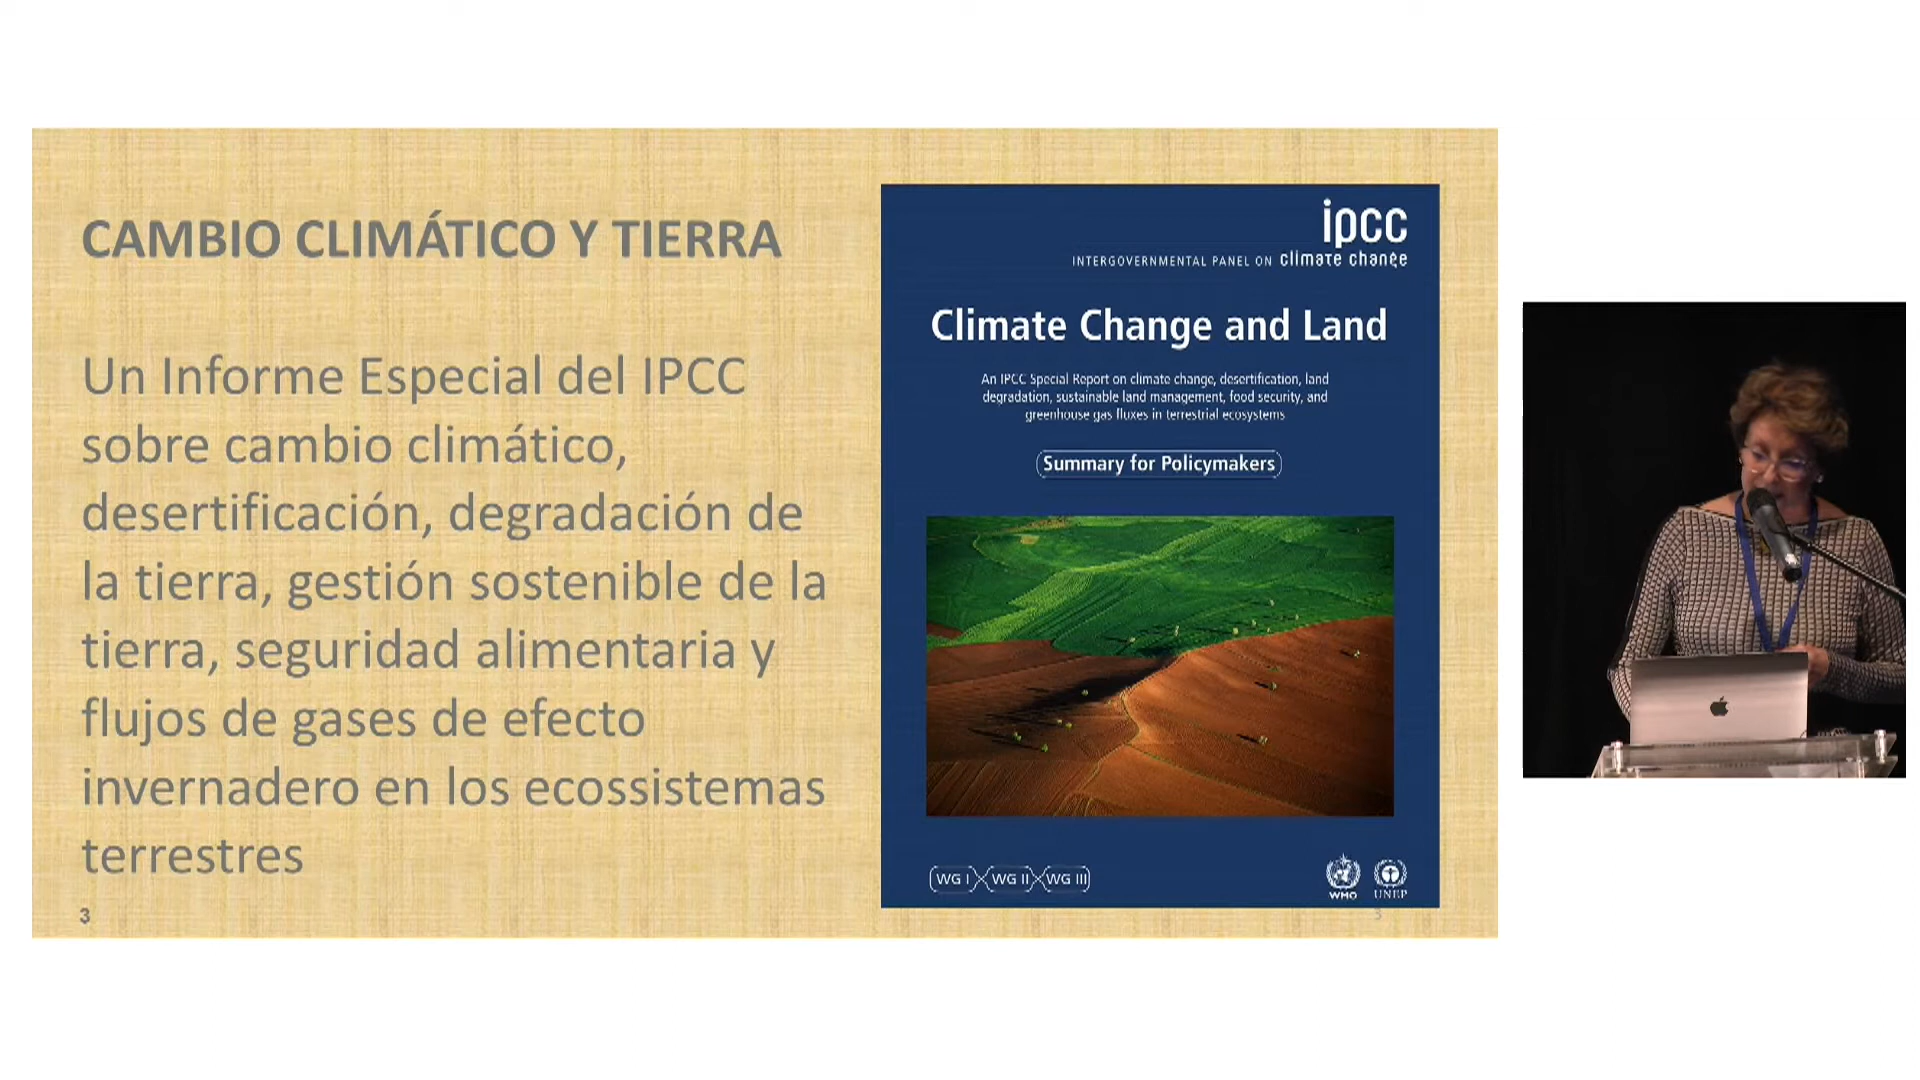 CAMBIO CLIMÁTICO Y TIERRA
Un Informe Especial del IPCC
sobre cambio climático,
desertificación, degradación de
la tierra, gestión sostenible de la
tierra, seguridad alimentaria y
flujos de gases de efecto
invernadero en los ecossistemas
terrestres
3
ipcc
INTERGOVERNMENTAL PANEL ON climate change
Climate Change and Land
An IPCC Special Report on climate change, desertification, land
degradation, sustainable land management, food security, and
greenhouse gas fluxes in terrestrial ecosystems
Summary for Policymakers
WG I WG II WG III
WMO UNEP
3